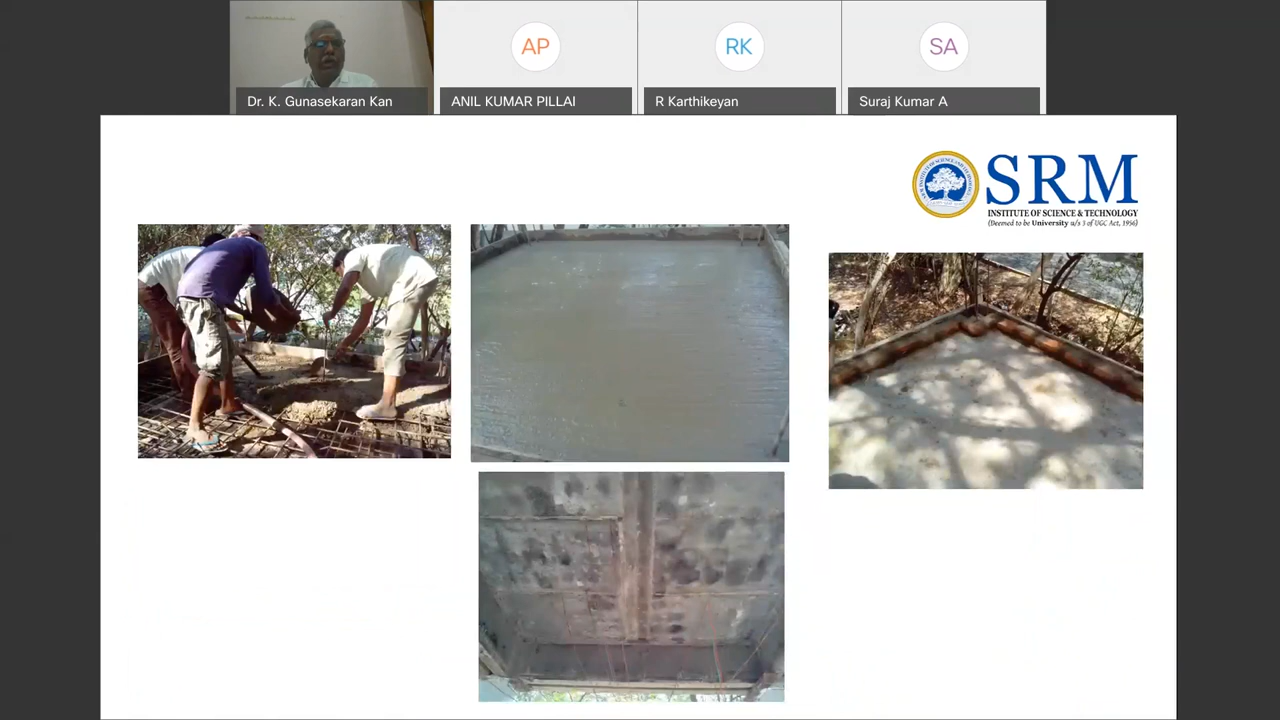 AP
RK
SA
Dr. K. Gunasekaran Kan
ANIL KUMAR PILLAI
R Karthikeyan
Suraj Kumar A
SRM
INSTITUTE OF SCIENCE & TECHNOLOGY
(Deemed to be University u/s 3 of UGC Act, 1956)